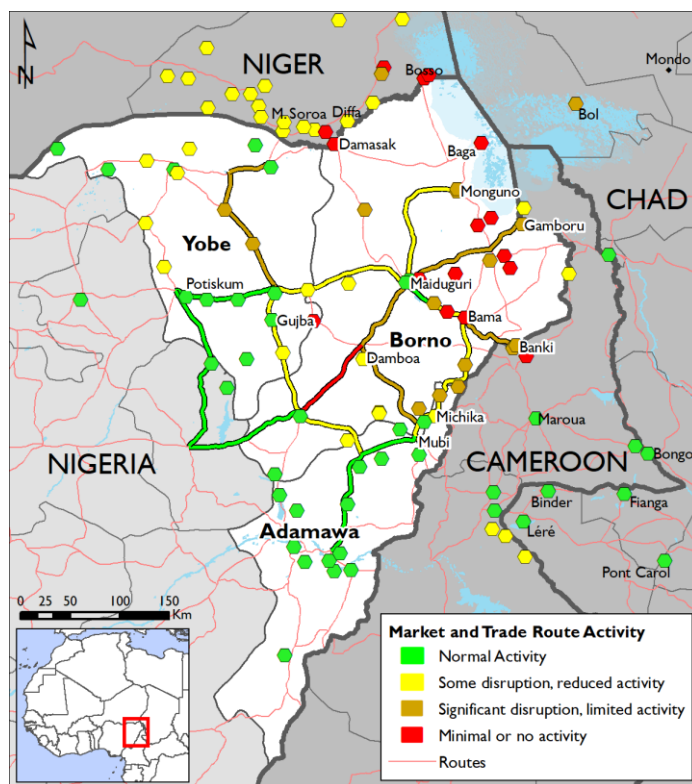 N
NIGER
Mondo
Bosso
M. Soroa
Diffa
Bol
Damasak
Baga
CHAD
Monguno
Yobe
Gamboru
Potiskum
Maiduguri
Gujba
Bama
Borno
Banki
Damboa
Michika
Maroua
Mubi
NIGERIA
CAMEROON
Bongo
Binder
Fianga
Léré
Adamawa
Pont Carol
0 25 50 100 150
Km
Market and Trade Route Activity
Normal Activity
Some disruption, reduced activity
Significant disruption, limited activity
Minimal or no activity
Routes